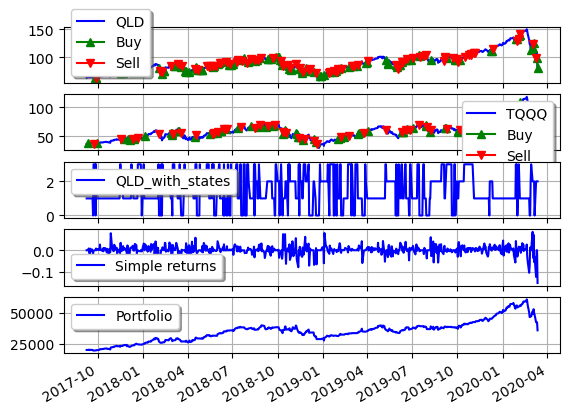 QLD
Buy
Sell
150
100
TQQQ
Buy
Sell
100
50
QLD_with_states
2
0
Simple returns
0.0
−0.1
Portfolio
50000
25000
2017-10 2018-01 2018-04 2018-07 2018-10 2019-01 2019-04 2019-07 2019-10 2020-01 2020-04